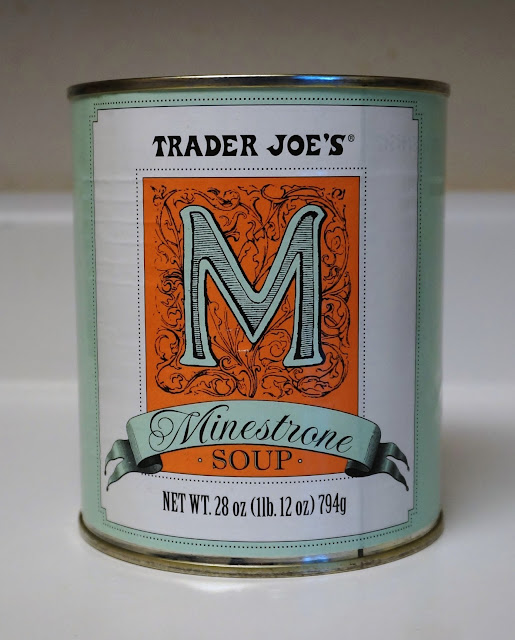 TRADER JOE'S®
M
Minestrone
· SOUP ·
NET WT. 28 oz (1lb. 12 oz) 794g